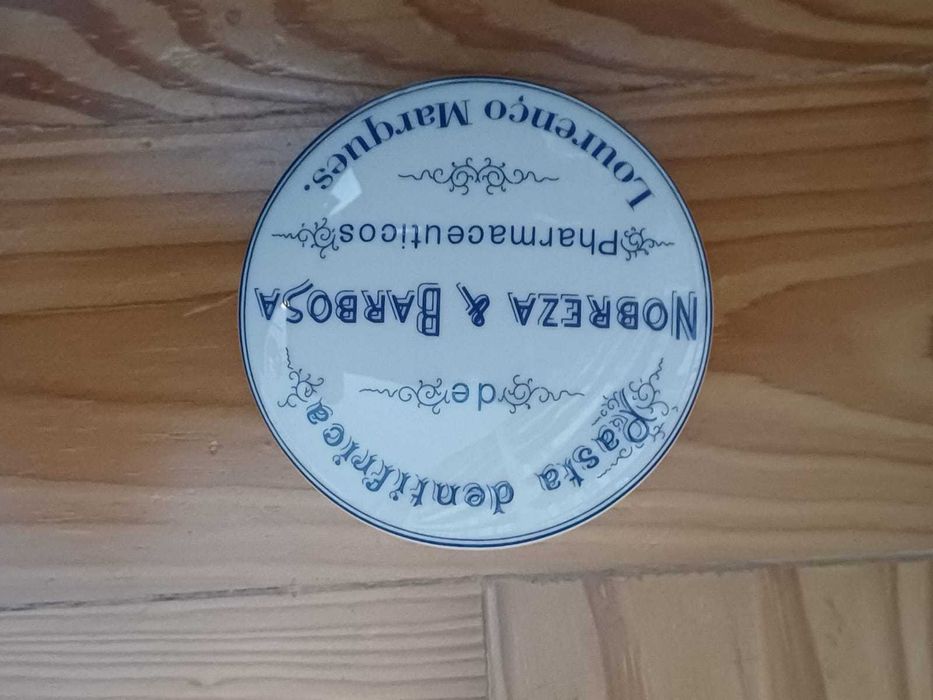 Pasta dentifrica
de
NOBREZA & BARBOSA
Pharmaceuticos
Lourenço Marques.